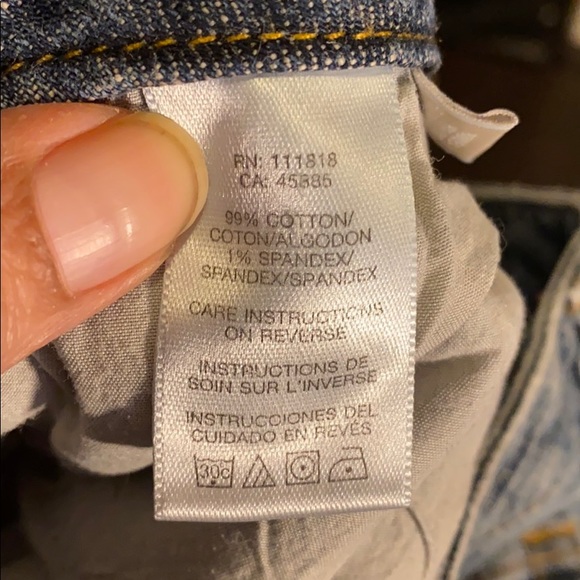 RN: 111818
CA: 45885
99% COTTON/
COTON/ALGODON
1% SPANDEX/
SPANDEX/SPANDEX
CARE INSTRUCTIONS
ON REVERSE
INSTRUCTIONS DE
SOIN SUR L'INVERSE
INSTRUCCIONES DEL
CUIDADO EN REVÉS
30c